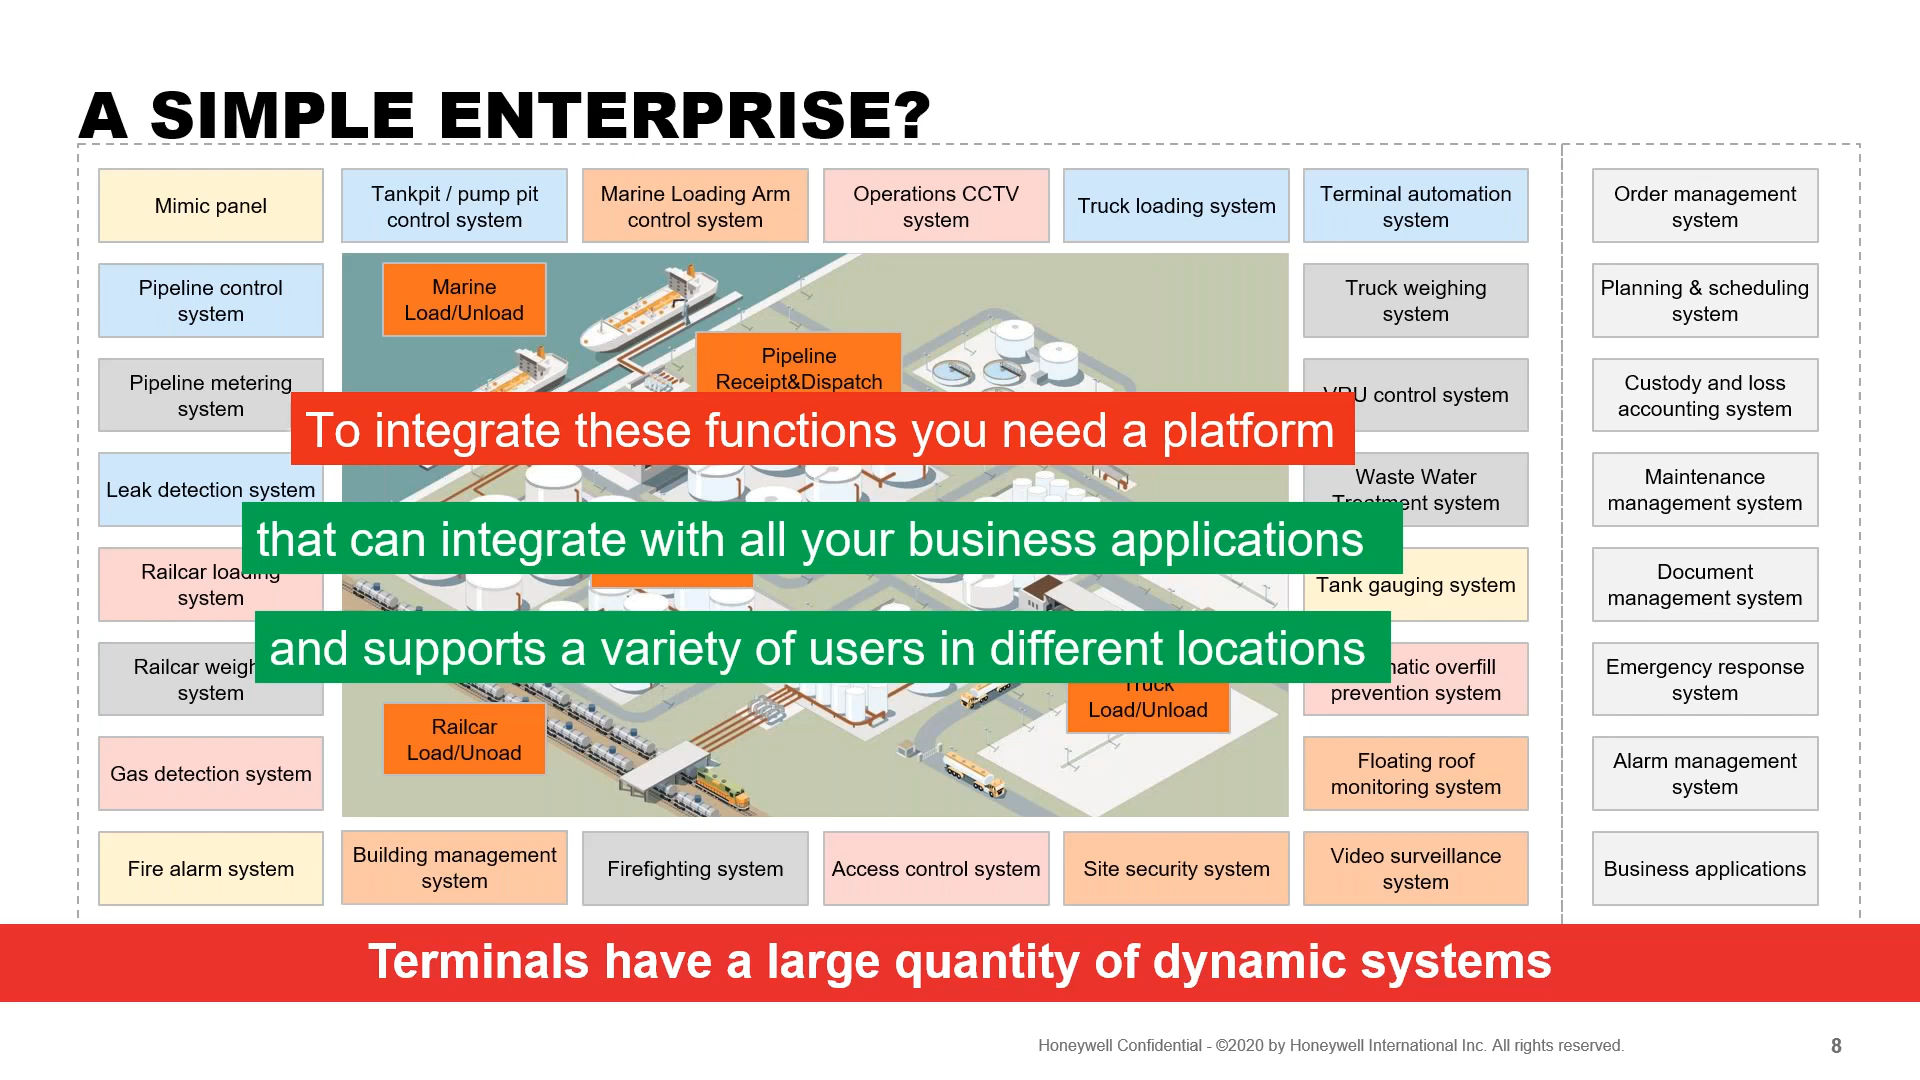 A SIMPLE ENTERPRISE?
Mimic panel
Tankpit / pump pit
control system
Marine Loading Arm
control system
Operations CCTV
system
Truck loading system
Terminal automation
system
Order management
system
Pipeline control
system
Marine
Load/Unload
Truck weighing
system
Planning & scheduling
system
Pipeline
Receipt&Dispatch
Pipeline metering
system
control system
Custody and loss
accounting system
To integrate these functions you need a platform
Leak detection system
Waste Water
Treatment system
Maintenance
management system
that can integrate with all your business applications
Railcar loading
system
Tank gauging system
Document
management system
and supports a variety of users in different locations
Railcar
system
overfill
prevention system
Emergency response
system
Truck
Load/Unload
Railcar
Load/Unoad
Gas detection system
Floating roof
monitoring system
Alarm management
system
Fire alarm system
Building management
system
Firefighting system
Access control system
Site security system
Video surveillance
system
Business applications
Terminals have a large quantity of dynamic systems
Honeywell Confidential - ©2020 by Honeywell International Inc. All rights reserved.
8